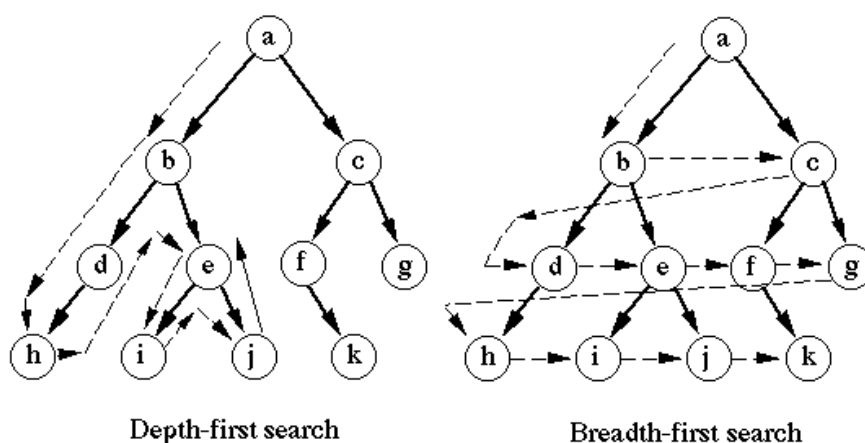 a
a
b
c
b
c
d
e
f
g
d
e
f
g
h
i
j
k
h
i
j
k
Depth-first search
Breadth-first search